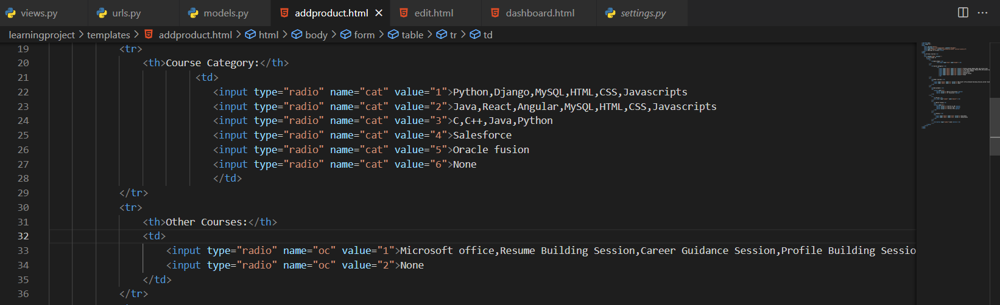 views.py urls.py models.py addproduct.html edit.html dashboard.html settings.py
learningproject > templates > addproduct.html > html > body > form > table > tr > td
19 <tr>
20 <th>Course Category:</th>
21 <td>
22 <input type="radio" name="cat" value="1">Python,Django,MySQL,HTML,CSS,Javascripts
23 <input type="radio" name="cat" value="2">Java,React,Angular,MySQL,HTML,CSS,Javascripts
24 <input type="radio" name="cat" value="3">C,C++,Java,Python
25 <input type="radio" name="cat" value="4">Salesforce
26 <input type="radio" name="cat" value="5">Oracle fusion
27 <input type="radio" name="cat" value="6">None
28 </td>
29 </tr>
30 <tr>
31 <th>Other Courses:</th>
32 <td>
33 <input type="radio" name="oc" value="1">Microsoft office,Resume Building Session,Career Guidance Session,Profile Building Sessio
34 <input type="radio" name="oc" value="2">None
35 </td>
36 </tr>